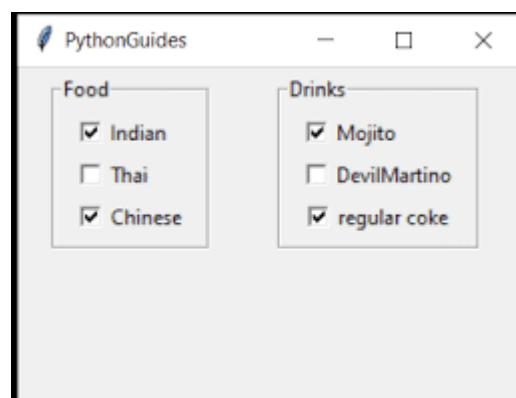 PythonGuides
Food
Indian
Thai
Chinese
Drinks
Mojito
DevilMartino
regular coke